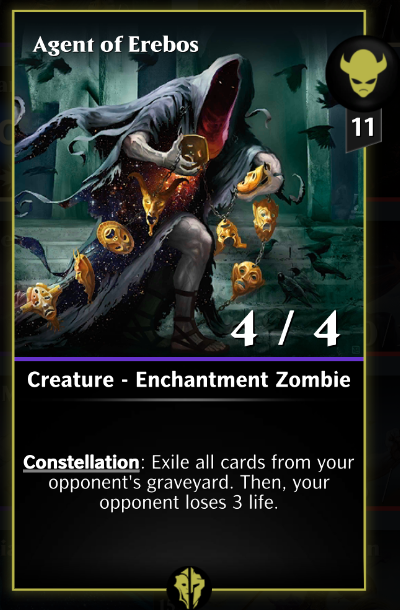 Agent of Erebos
11
4 / 4
Creature - Enchantment Zombie
Constellation: Exile all cards from your
opponent's graveyard. Then, your
opponent loses 3 life.